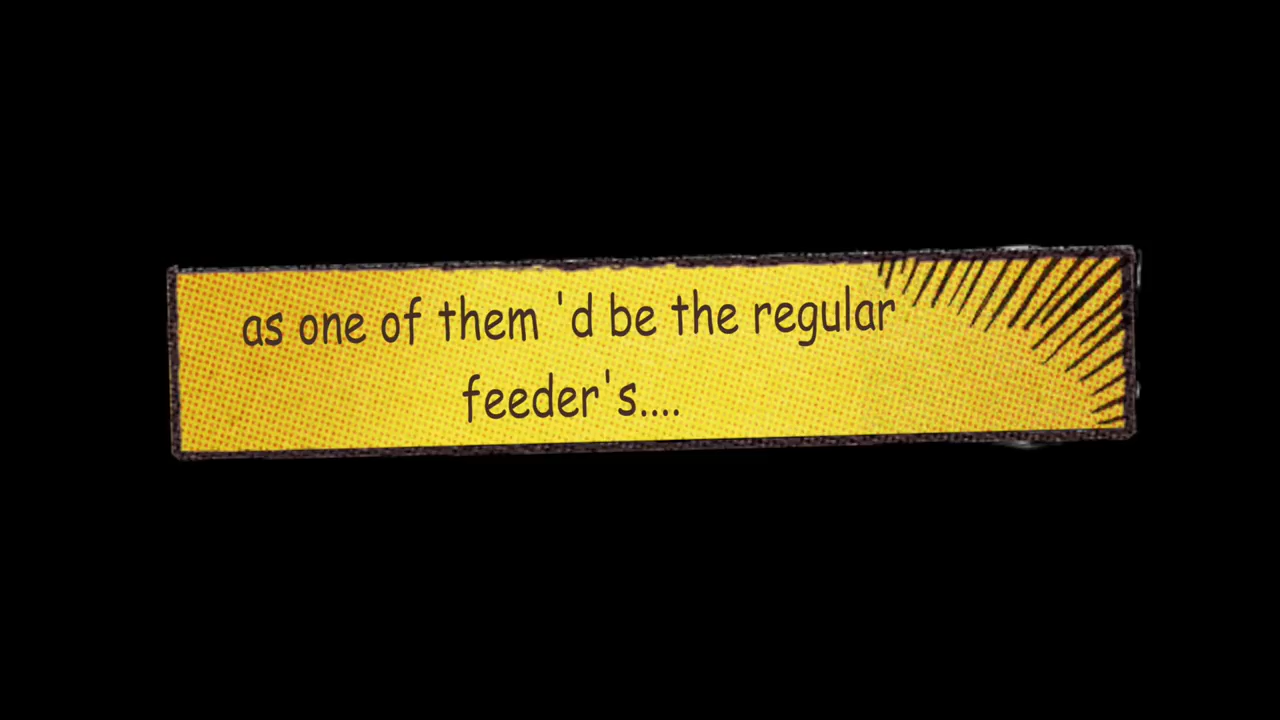 as one of them 'd be the regular
feeder's....